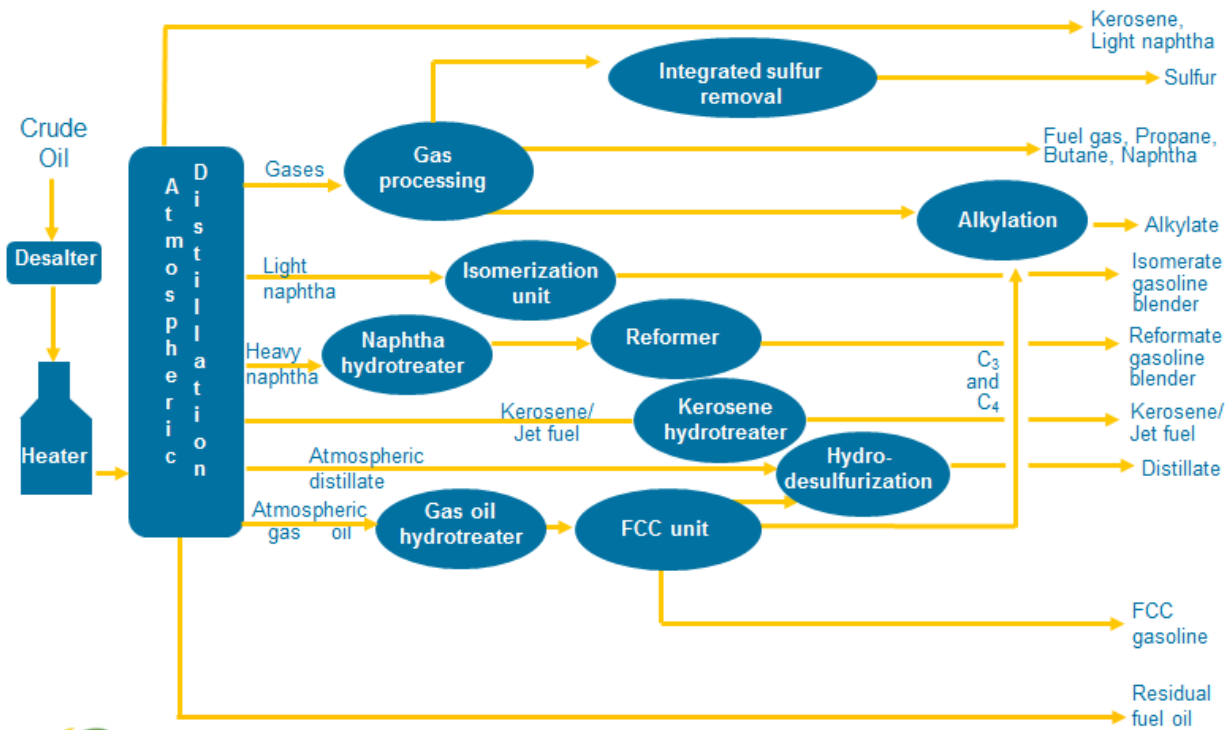 Kerosene,
Light naphtha
Integrated sulfur
removal
Sulfur
Crude
Oil
Fuel gas, Propane,
Butane, Naphtha
Gas
processing
Gases
Atmospheric
Distillation
Alkylation
Alkylate
Desalter
Light
naphtha
Isomerization
unit
Isomerate
gasoline
blender
Naphtha
hydrotreater
Reformer
Reformate
gasoline
blender
Heavy
naphtha
C₃
and
C₄
Kerosene/
Jet fuel
Kerosene
hydrotreater
Kerosene/
Jet fuel
Heater
Atmospheric
distillate
Hydro-
desulfurization
Distillate
Atmospheric
gas oil
Gas oil
hydrotreater
FCC unit
FCC
gasoline
Residual
fuel oil